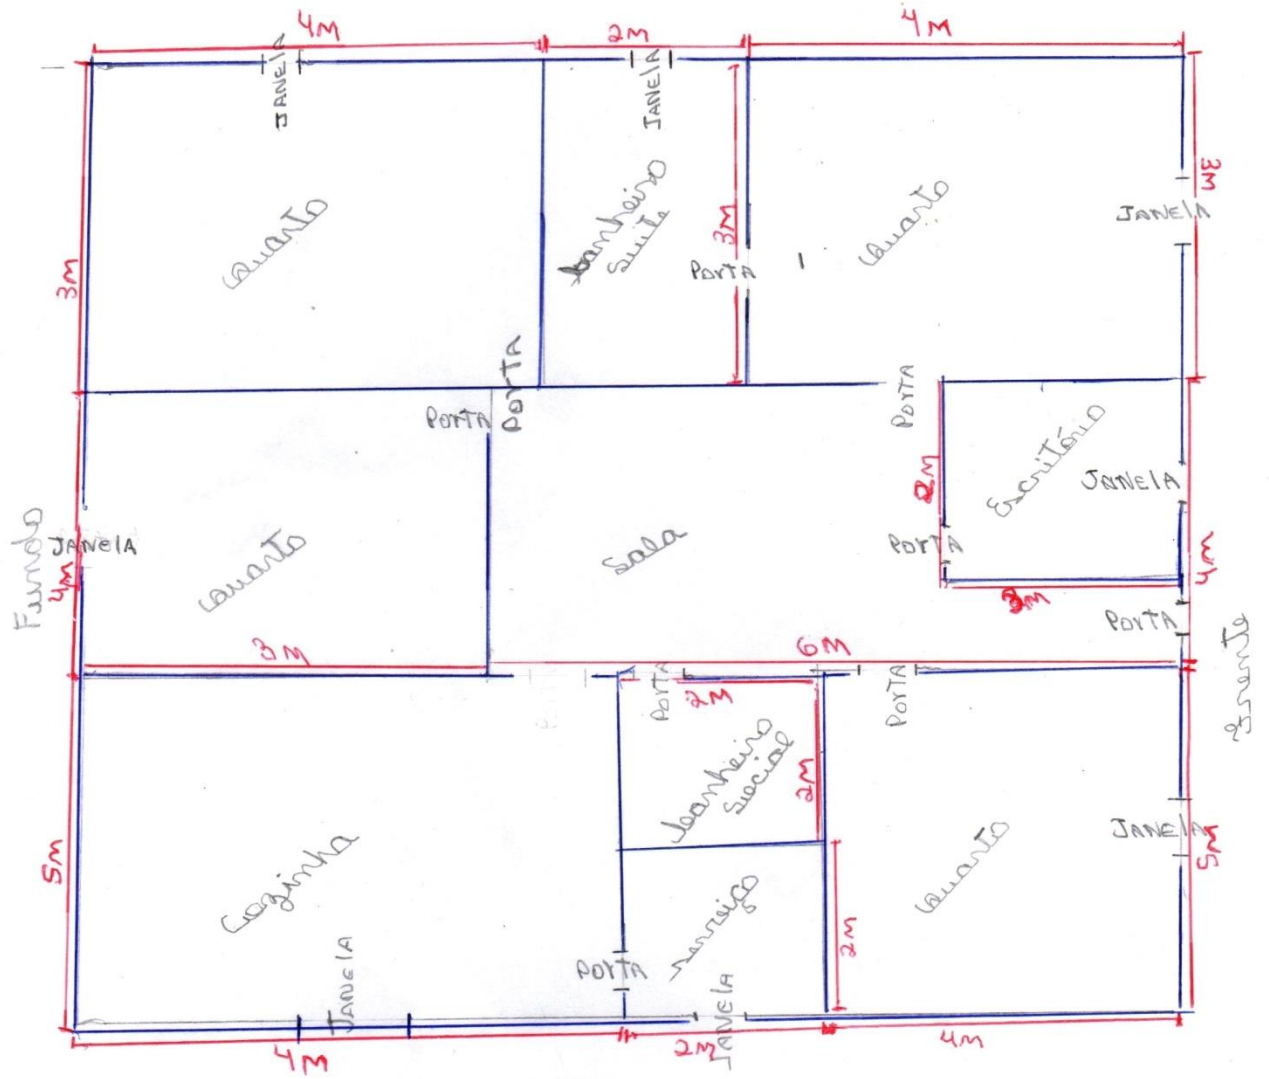 4M
2M
4M
JANElA
JANElA
3M
JANElA
Quarto
banheiro
Suite
Quarto
3M
PorTA
3M
PORTA
PorTA
PorTA
Escritório
2M
JANElA
Fundo
JANElA
Quarto
Sala
PorTA
4M
4M
3M
PorTA
Frente
3M
6M
PorTA
PorTA
2M
banheiro
Social
2M
JANElA
5M
5M
Cozinha
Quarto
serviço
2M
JANElA
PorTA
JANElA
4M
2M
4M